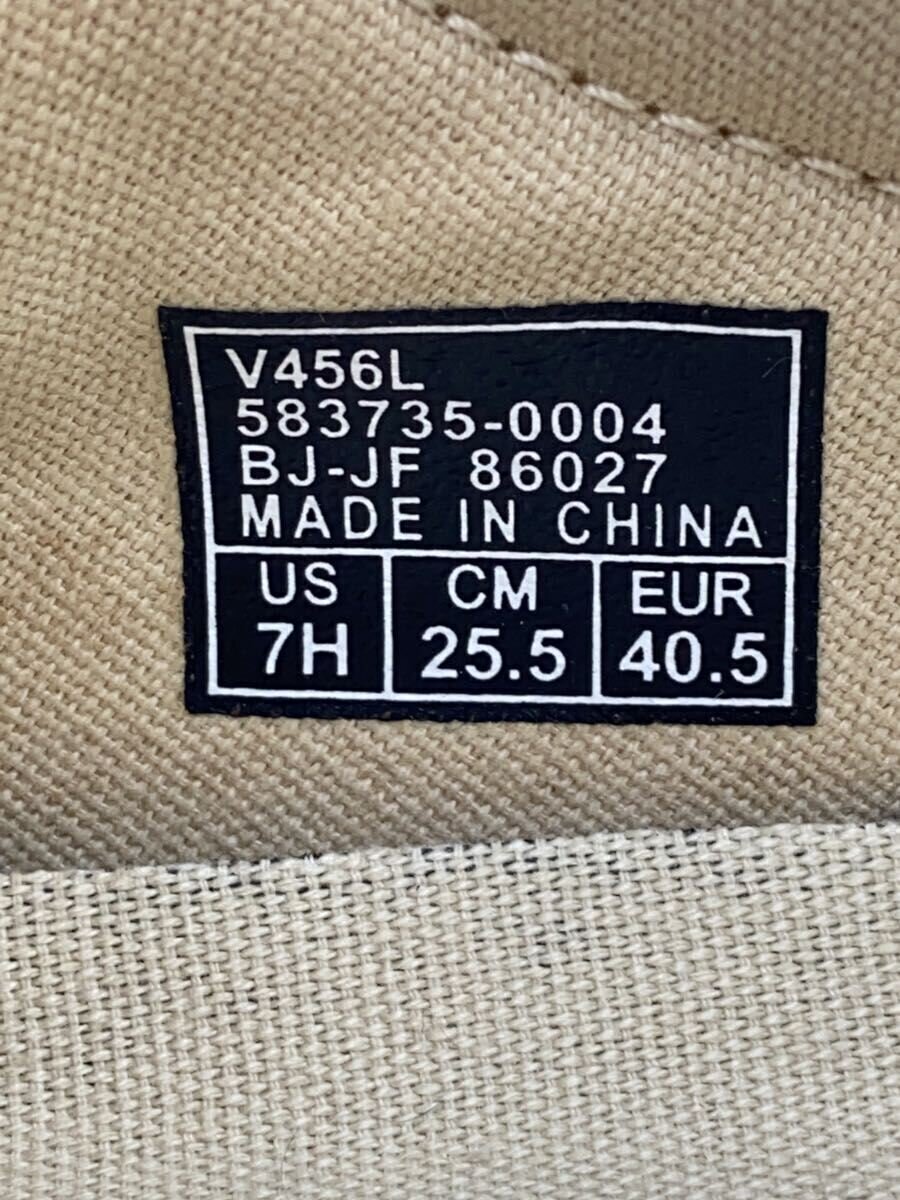 V456L
583735-0004
BJ-JF 86027
MADE IN CHINA
US CM EUR
7H 25.5 40.5